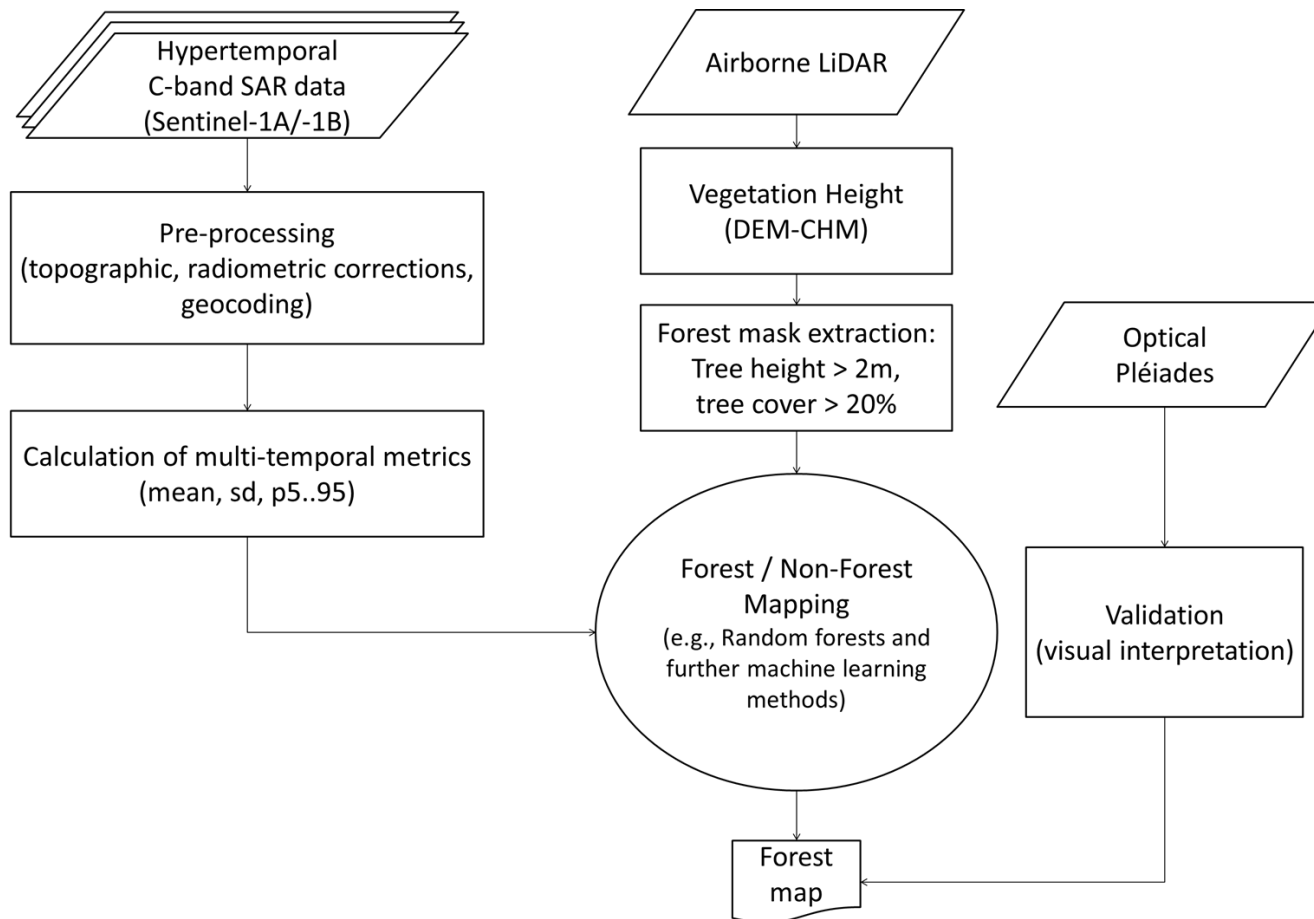 Hypertemporal
C-band SAR data
(Sentinel-1A/-1B)
Pre-processing
(topographic, radiometric corrections,
geocoding)
Calculation of multi-temporal metrics
(mean, sd, p5..95)
Airborne LiDAR
Vegetation Height
(DEM-CHM)
Forest mask extraction:
Tree height > 2m,
tree cover > 20%
Forest / Non-Forest
Mapping
(e.g., Random forests and
further machine learning
methods)
Optical
Pléiades
Validation
(visual interpretation)
Forest
map